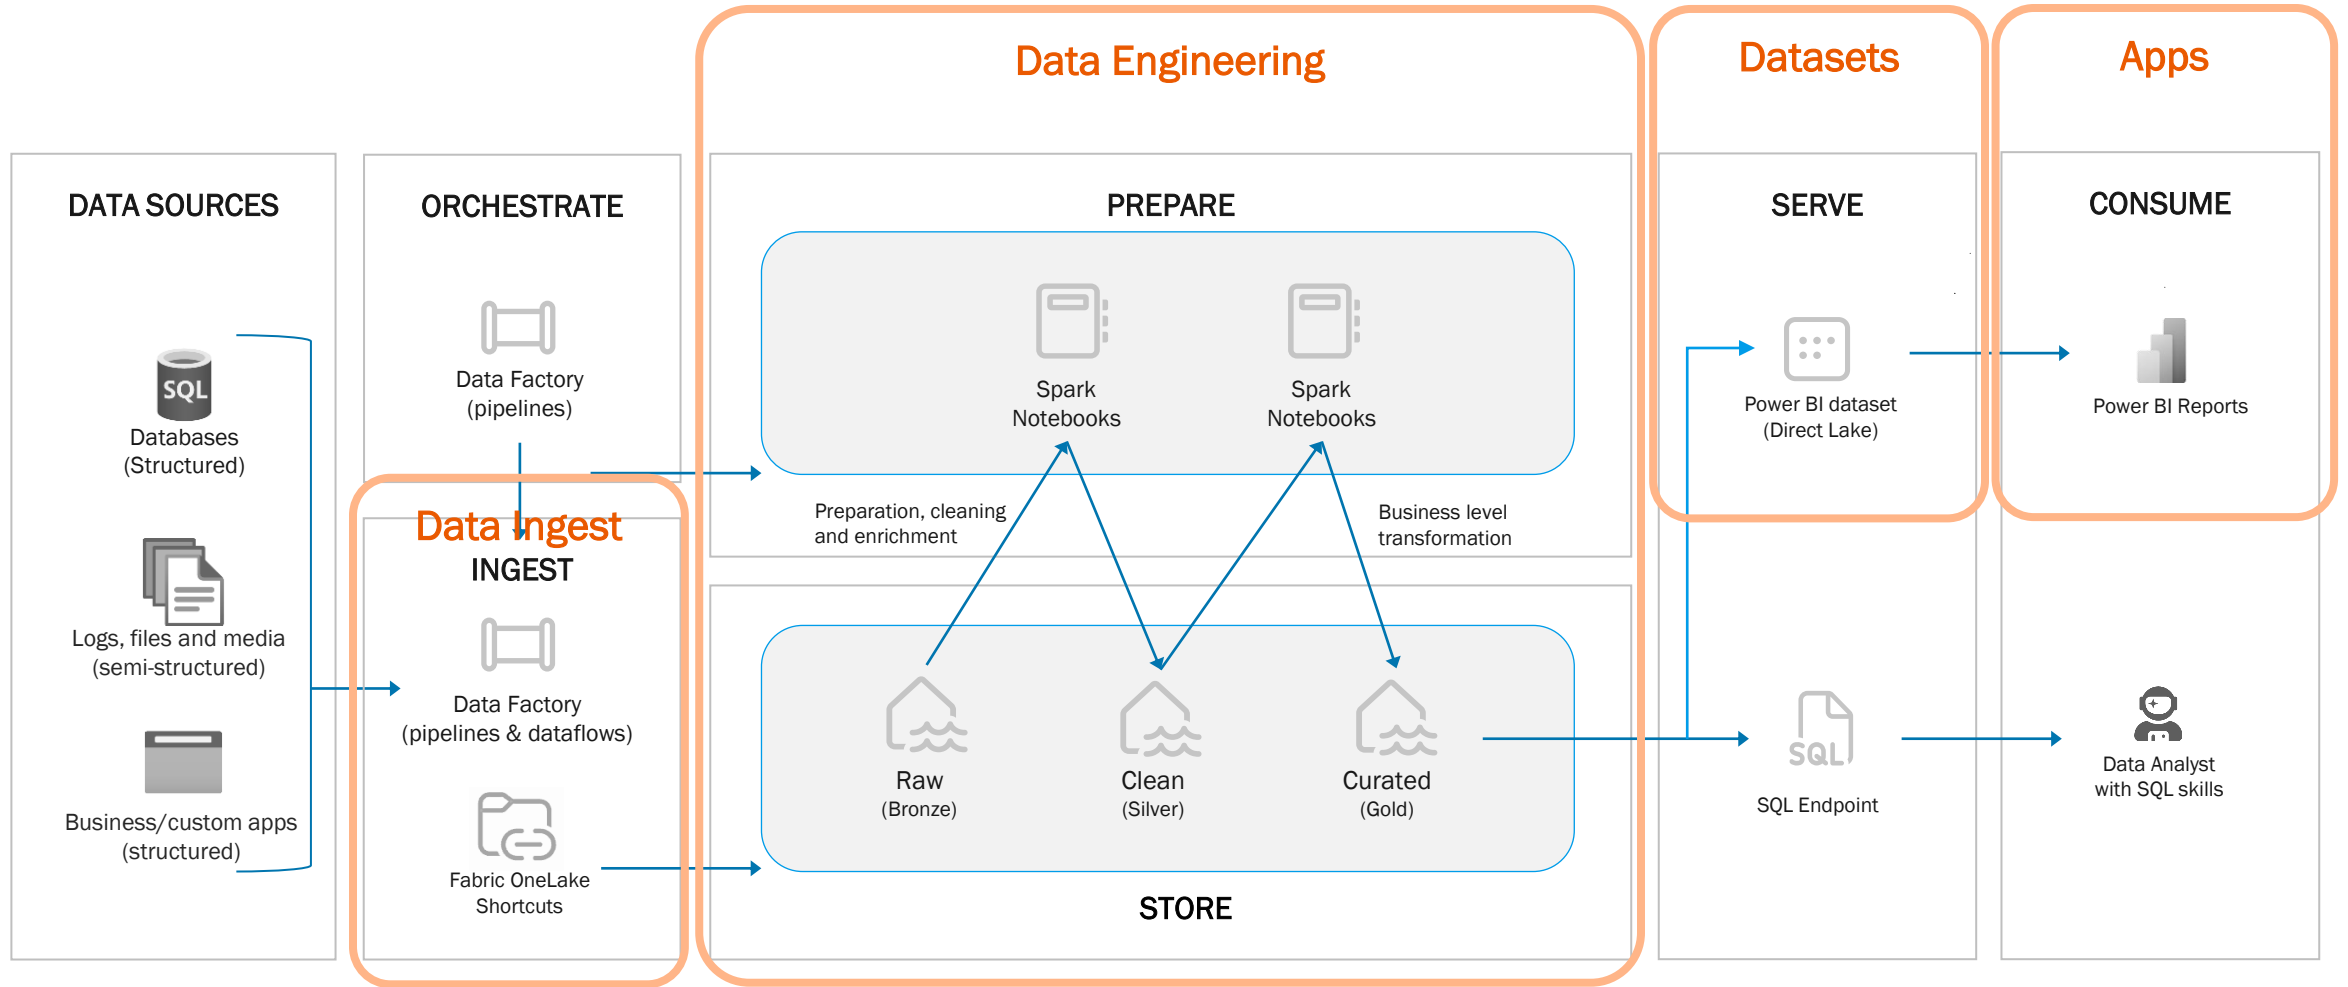 Data Engineering
Datasets
Apps
DATA SOURCES
SQL
Databases
(Structured)
Logs, files and media
(semi-structured)
Business/custom apps
(structured)
ORCHESTRATE
Data Factory
(pipelines)
Data Ingest
INGEST
Data Factory
(pipelines & dataflows)
Fabric OneLake
Shortcuts
PREPARE
Spark
Notebooks
Spark
Notebooks
Preparation, cleaning
and enrichment
Business level
transformation
Raw
(Bronze)
Clean
(Silver)
Curated
(Gold)
STORE
SERVE
Power BI dataset
(Direct Lake)
SQL
SQL Endpoint
CONSUME
Power BI Reports
Data Analyst
with SQL skills